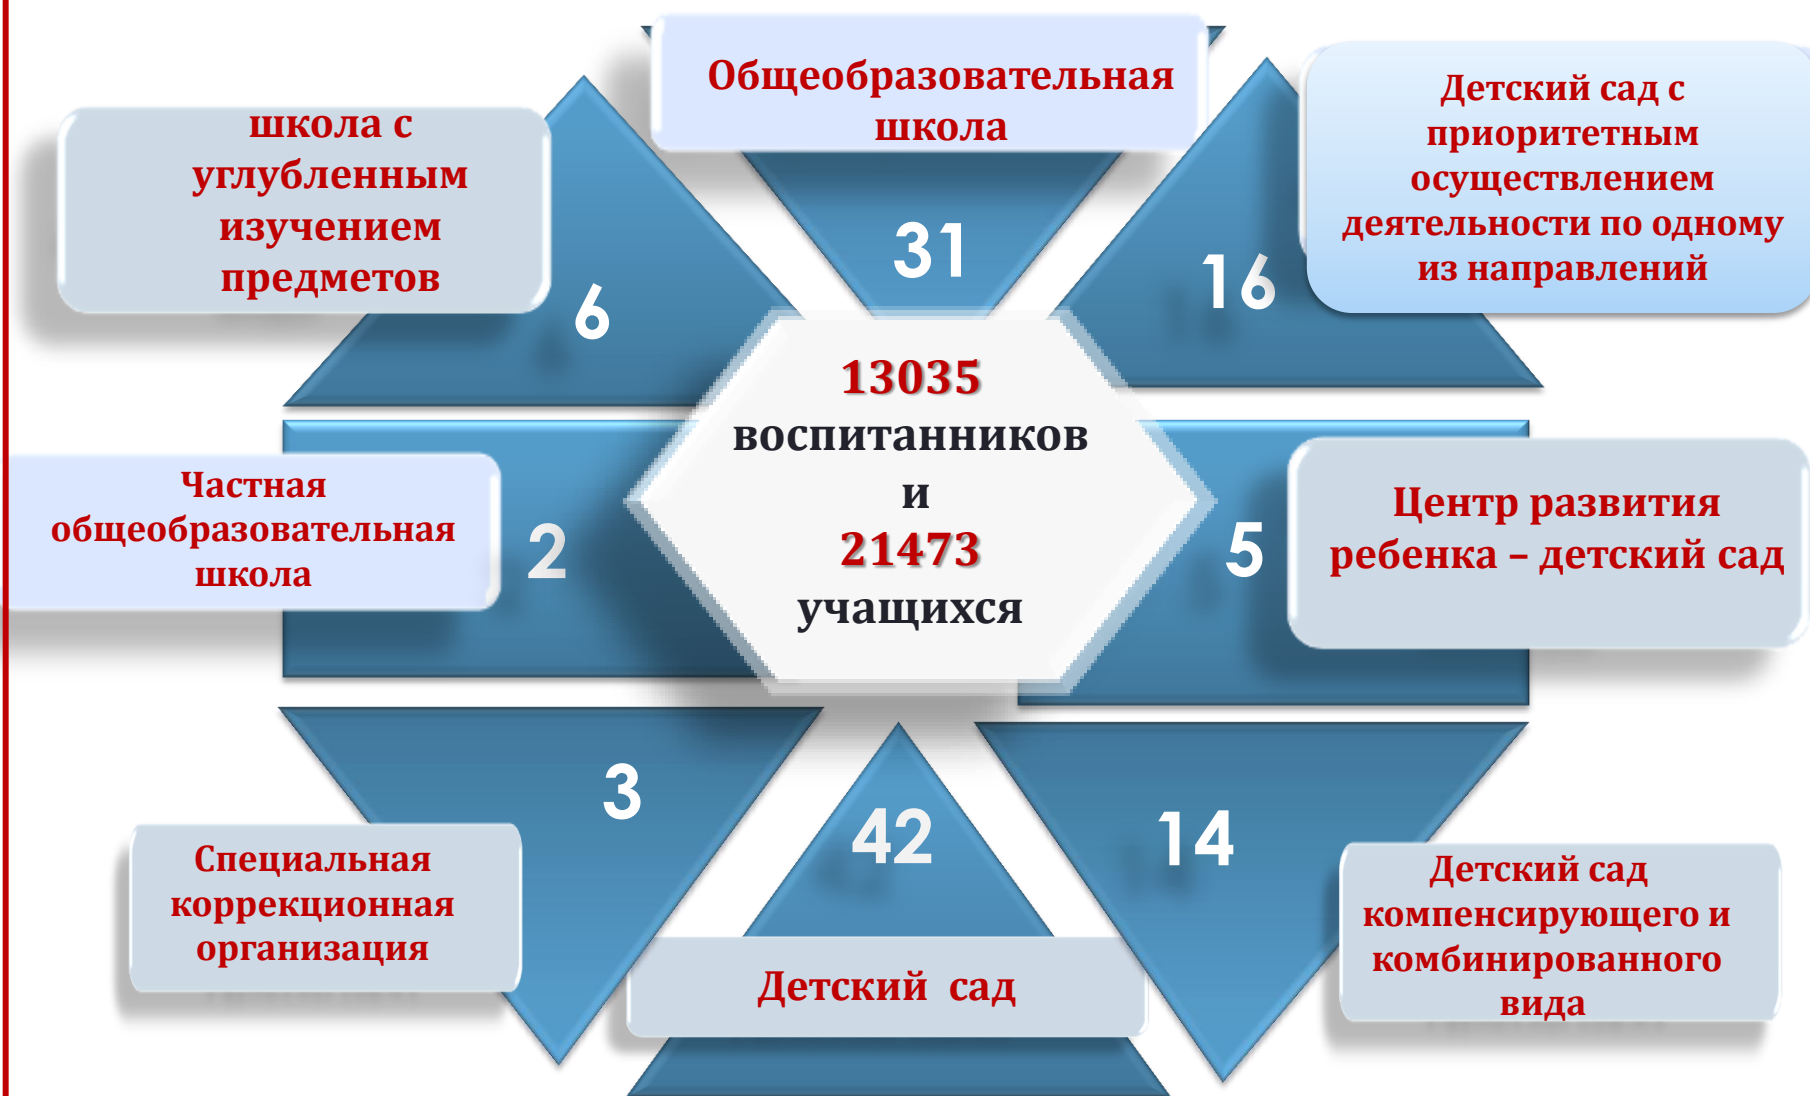 Общеобразовательная
школа
31
школа с
углубленным
изучением
предметов
6
Детский сад с
приоритетным
осуществлением
деятельности по одному
из направлений
16
13035
воспитанников
и
21473
учащихся
Частная
общеобразовательная
школа
2
5
Центр развития
ребенка – детский сад
3
Специальная
коррекционная
организация
42
Детский сад
14
Детский сад
компенсирующего и
комбинированного
вида